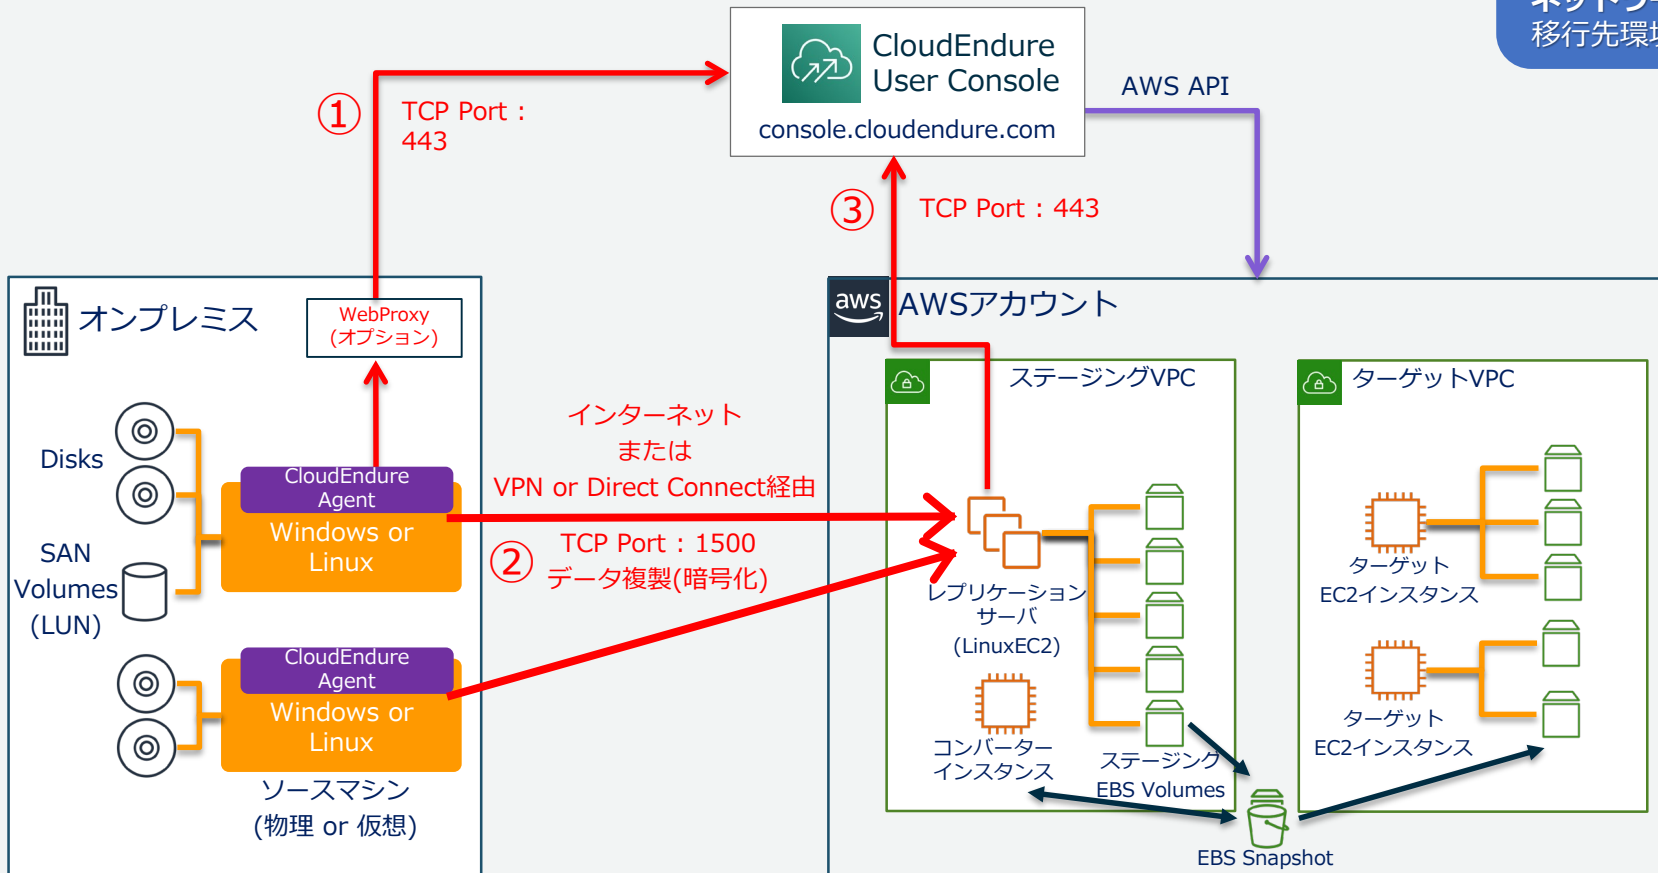 ネットワー
移行先環境
CloudEndure
User Console
console.cloudendure.com
AWS API
①
TCP Port :
443
③
TCP Port : 443
オンプレミス
WebProxy
(オプション)
aws
AWSアカウント
ステージングVPC
ターゲットVPC
インターネット
または
VPN or Direct Connect経由
②
TCP Port : 1500
データ複製(暗号化)
Disks
SAN
Volumes
(LUN)
CloudEndure
Agent
Windows or
Linux
CloudEndure
Agent
Windows or
Linux
ソースマシン
(物理 or 仮想)
レプリケーション
サーバ
(LinuxEC2)
コンバーター
インスタンス
ステージング
EBS Volumes
ターゲット
EC2インスタンス
ターゲット
EC2インスタンス
EBS Snapshot